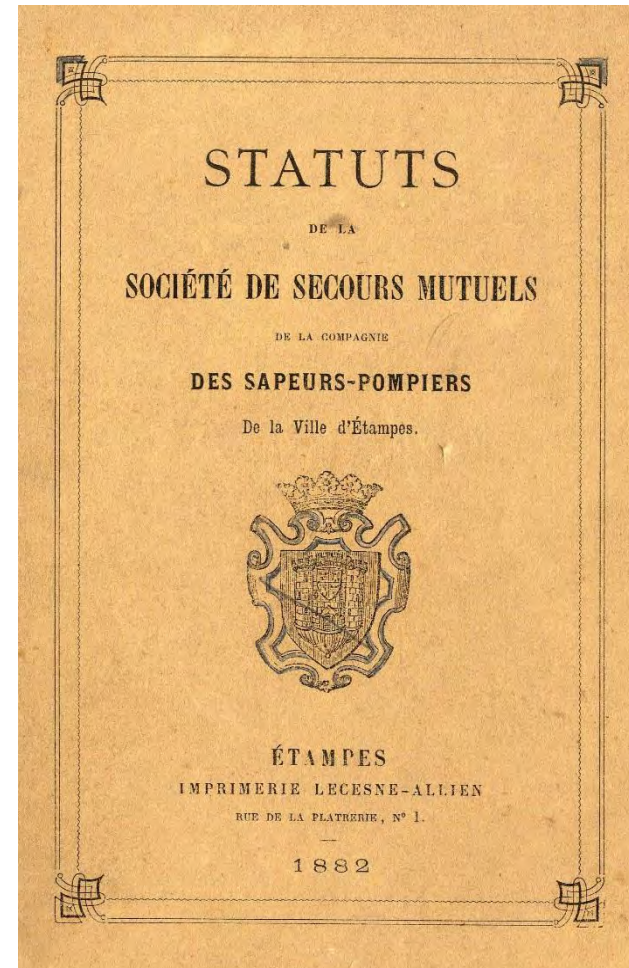 STATUTS
DE LA
SOCIÉTÉ DE SECOURS MUTUELS
DE LA COMPAGNIE
DES SAPEURS-POMPIERS
De la Ville d'Étampes.
ÉTAMPES
IMPRIMERIE LECESNE-ALLIEN
RUE DE LA PLATRERIE, N° 1.
1882